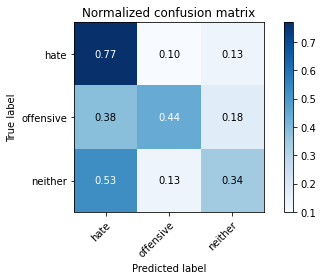 Normalized confusion matrix
True label
hate
0.77 0.10 0.13
offensive
0.38 0.44 0.18
neither
0.53 0.13 0.34
hate
offensive
neither
Predicted label
0.7
0.6
0.5
0.4
0.3
0.2
0.1